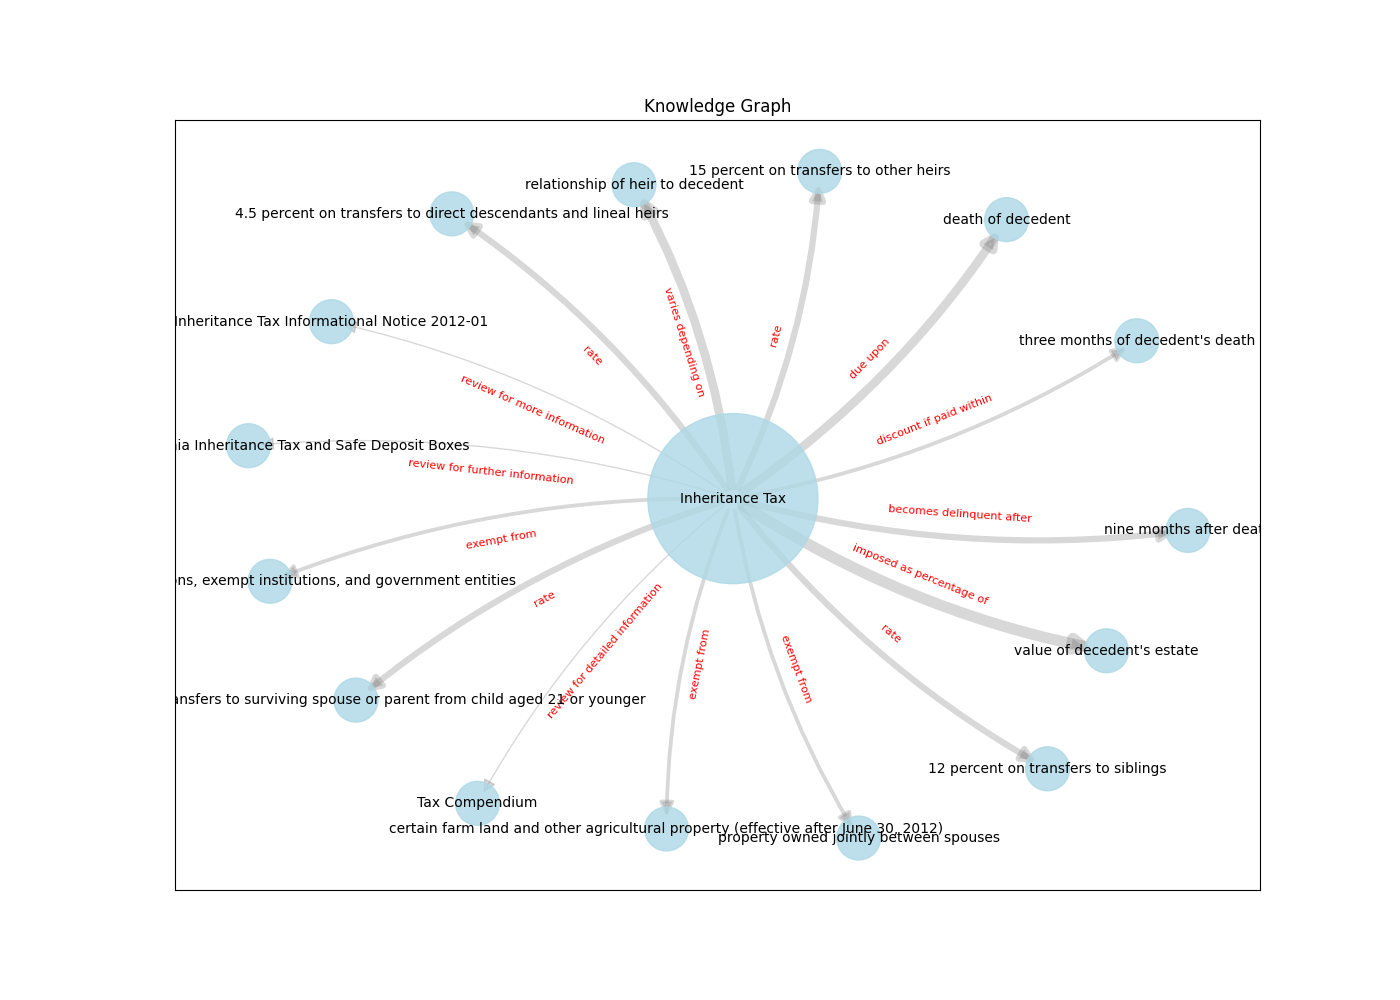 Knowledge Graph
15 percent on transfers to other heirs
relationship of heir to decedent
4.5 percent on transfers to direct descendants and lineal heirs
death of decedent
Inheritance Tax Informational Notice 2012-01
three months of decedent's death
varies depending on
rate
rate
due upon
review for more information
discount if paid within
Inheritance Tax and Safe Deposit Boxes
review for further information
Inheritance Tax
becomes delinquent after
nine months after
exempt from
imposed as percentage of
exempt institutions, and government entities
rate
review for detailed information
exempt from
exempt from
rate
value of decedent's estate
to surviving spouse or parent from child aged 21 or younger
12 percent on transfers to siblings
Tax Compendium
certain farm land and other agricultural property (effective after June 30, 2012)
property owned jointly between spouses